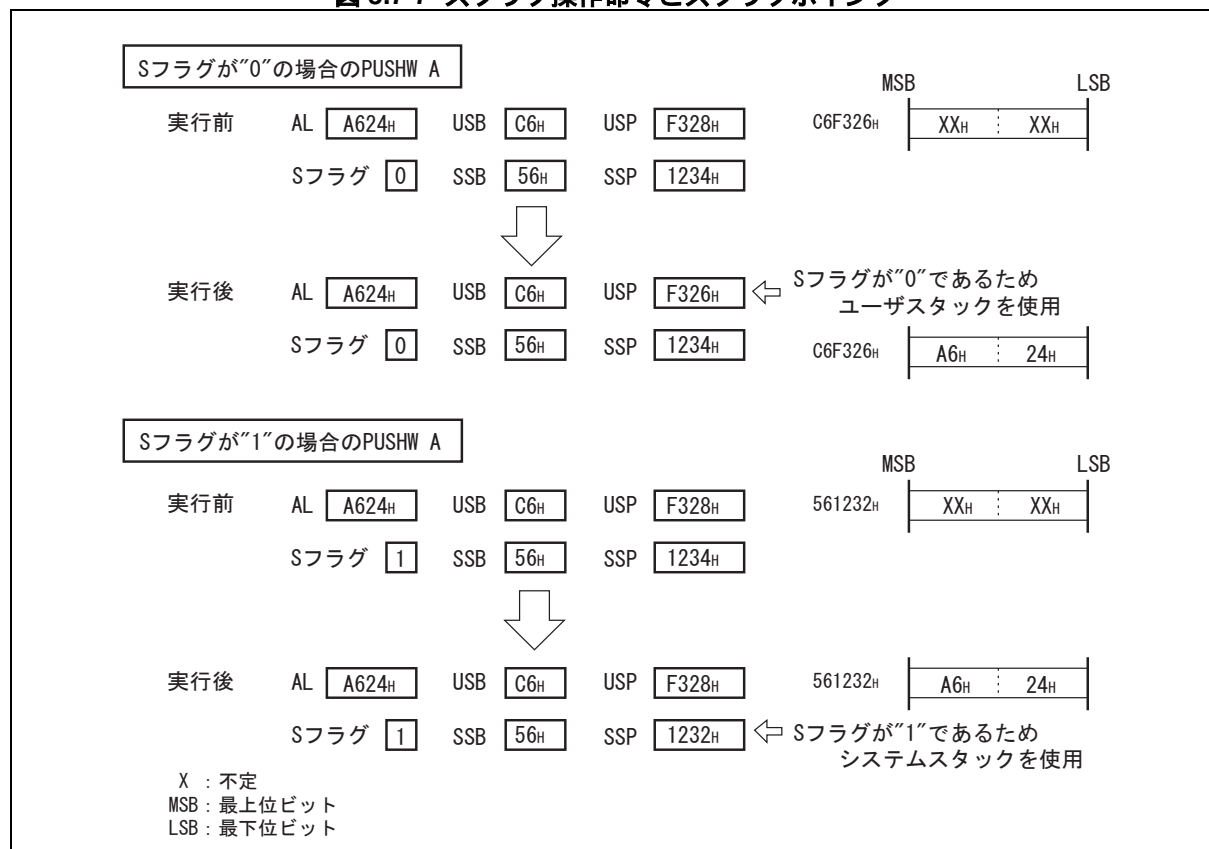 Sフラグが"0"の場合のPUSHW A
MSB LSB
実行前 AL A624H USB C6H USP F328H C6F326H XXH XXH
Sフラグ 0 SSB 56H SSP 1234H
実行後 AL A624H USB C6H USP F326H Sフラグが"0"であるため
ユーザスタックを使用
Sフラグ 0 SSB 56H SSP 1234H C6F326H A6H 24H
Sフラグが"1"の場合のPUSHW A
MSB LSB
実行前 AL A624H USB C6H USP F328H 561232H XXH XXH
Sフラグ 1 SSB 56H SSP 1234H
実行後 AL A624H USB C6H USP F328H 561232H A6H 24H
Sフラグ 1 SSB 56H SSP 1232H Sフラグが"1"であるため
システムスタックを使用
X :不定
MSB:最上位ビット
LSB:最下位ビット